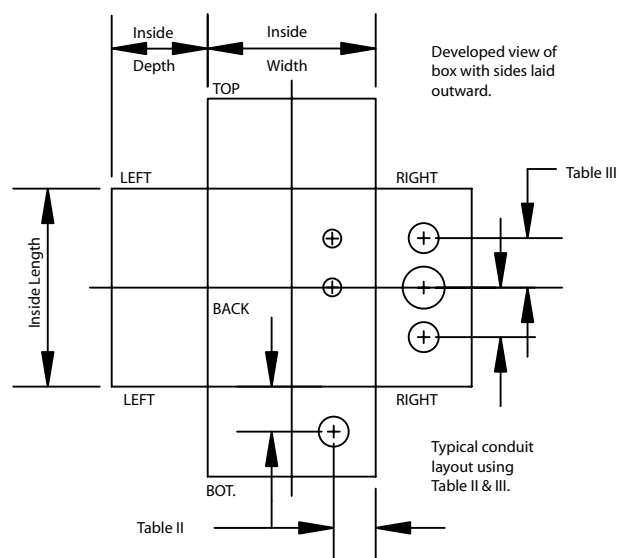 Inside
Inside
Depth
Width
Developed view of
box with sides laid
outward.
TOP
LEFT
RIGHT
Table III
Inside Length
BACK
LEFT
RIGHT
Typical conduit
layout using
Table II & III.
BOT.
Table II